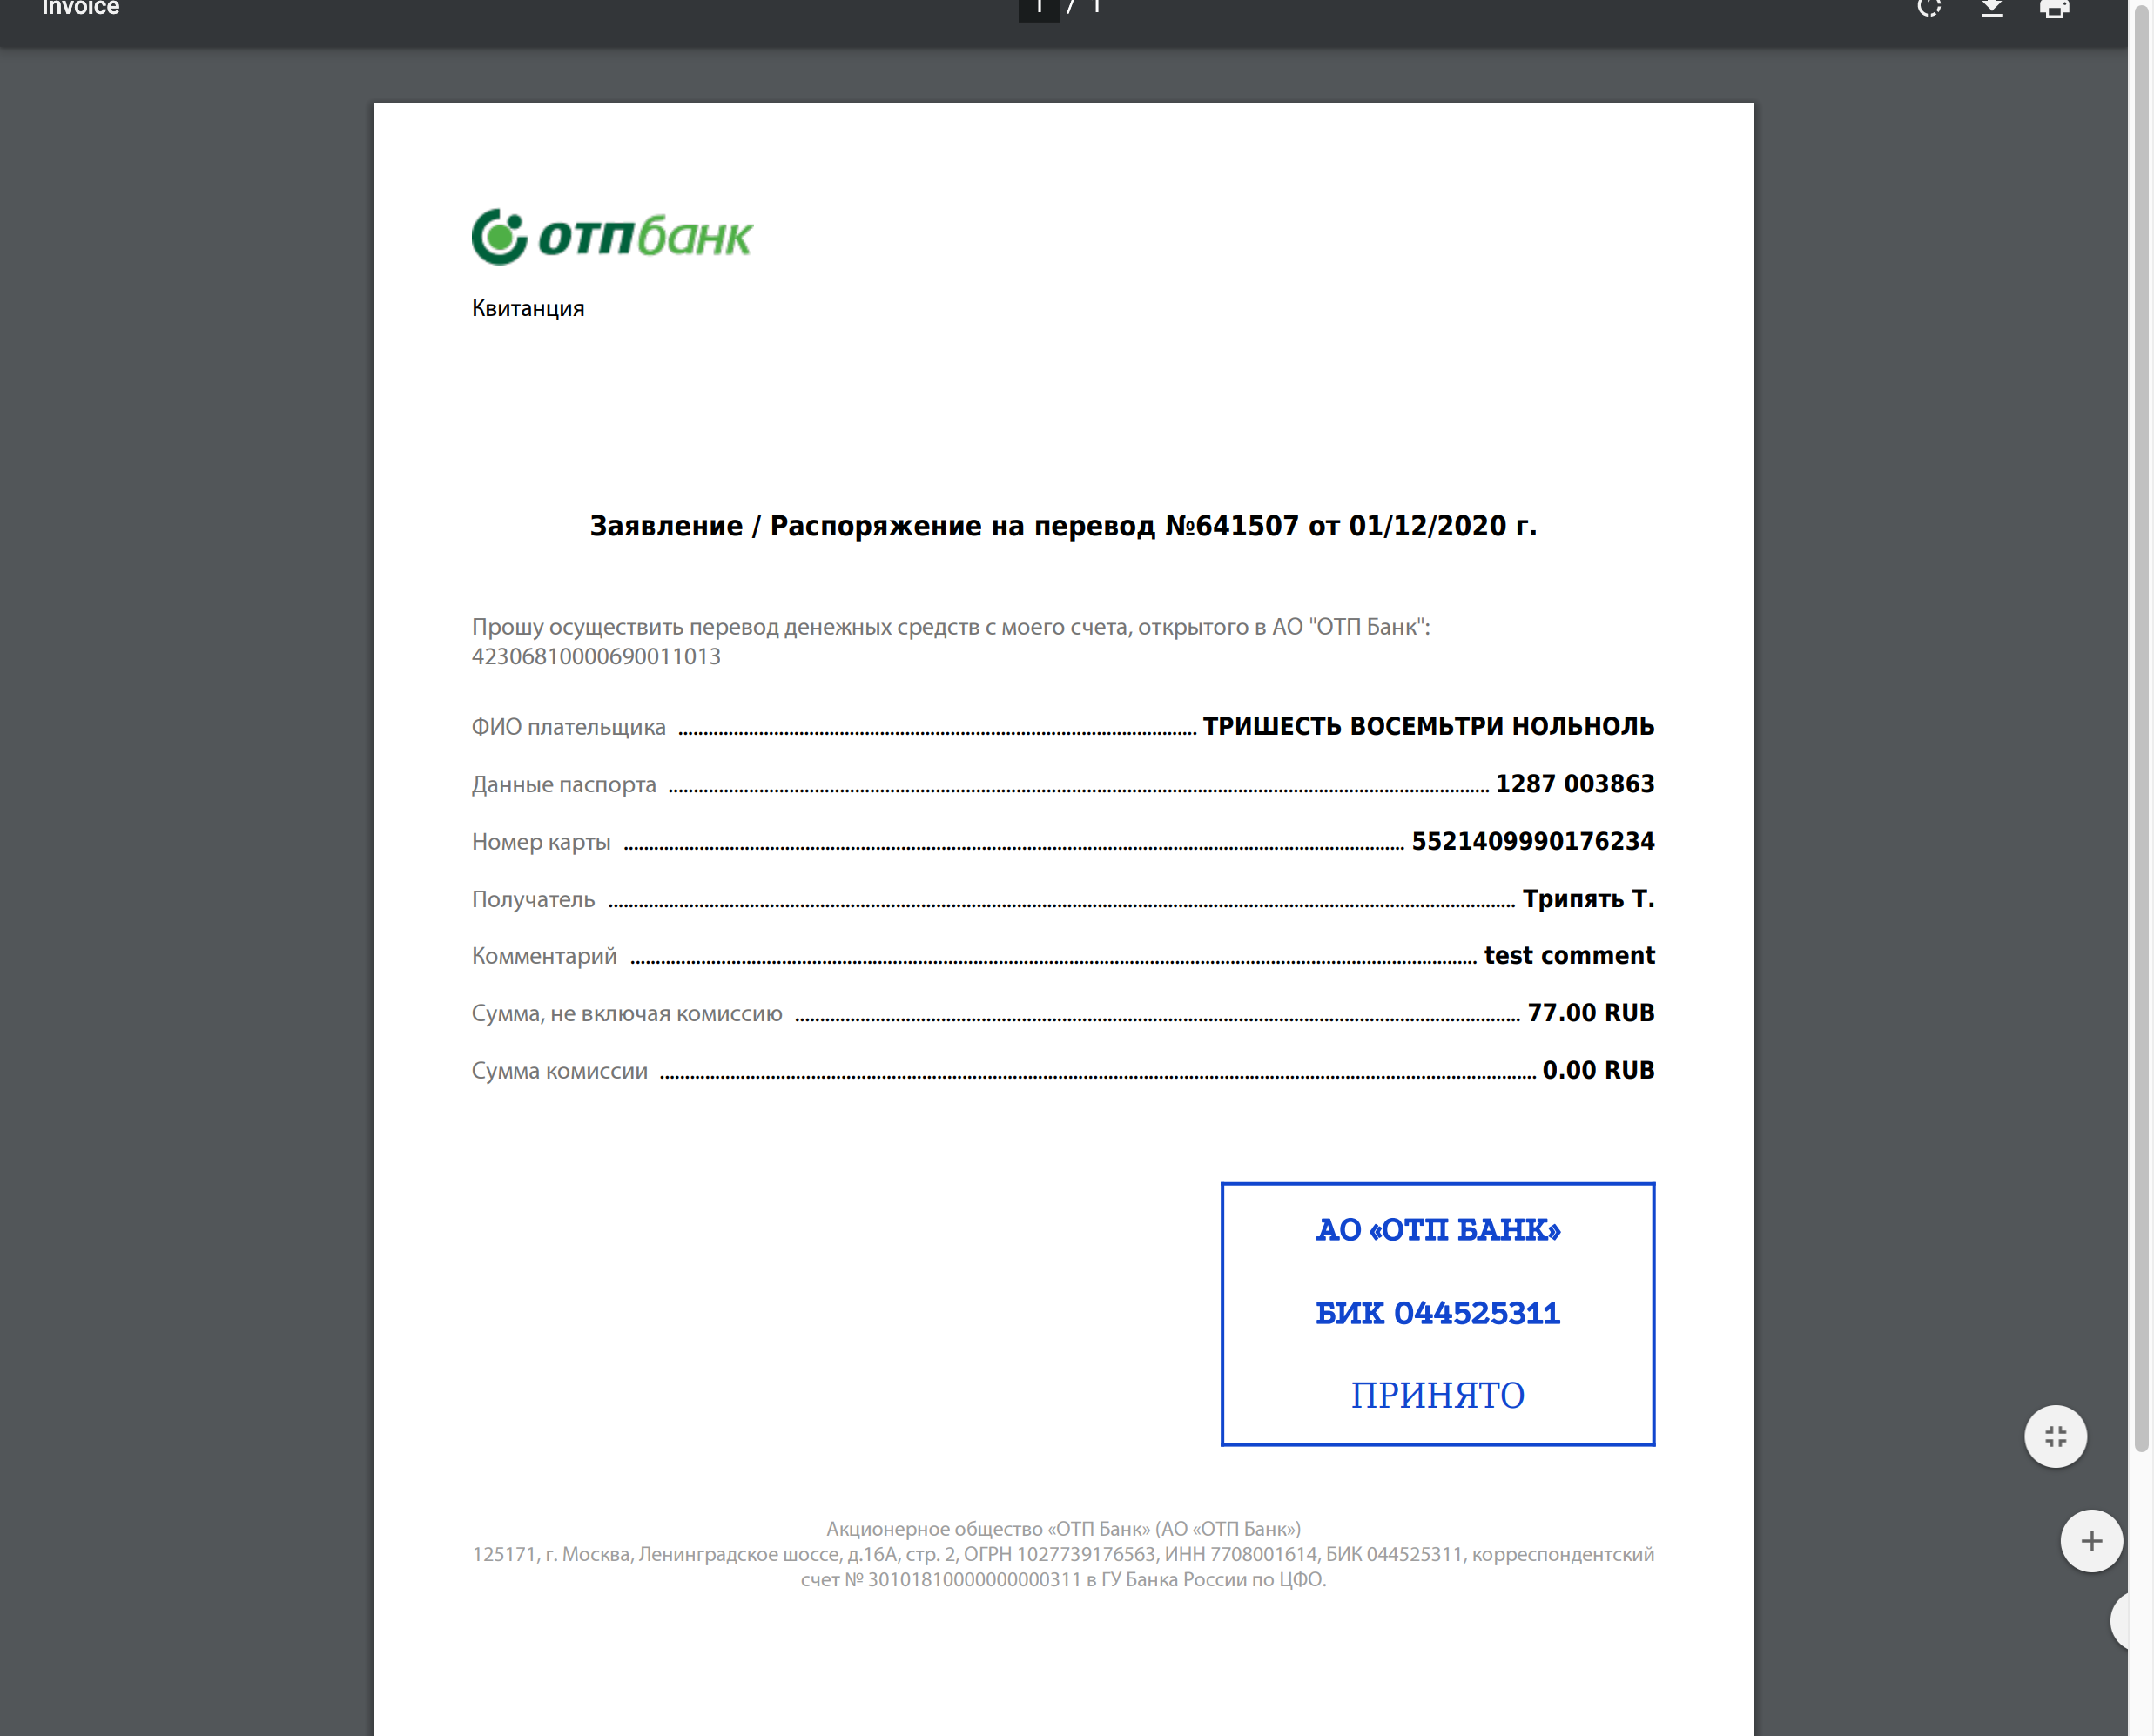 Invoice
1 / 1
отпбанк
Квитанция
Заявление / Распоряжение на перевод №641507 от 01/12/2020 г.
Прошу осуществить перевод денежных средств с моего счета, открытого в АО "ОТП Банк":
42306810000690011013
ФИО плательщика ТРИШЕСТЬ ВОСЕМЬТРИ НОЛЬНОЛЬ
Данные паспорта 1287 003863
Номер карты 5521409990176234
Получатель Трипять Т.
Комментарий test comment
Сумма, не включая комиссию 77.00 RUB
Сумма комиссии 0.00 RUB
АО «ОТП БАНК»
БИК 044525311
ПРИНЯТО
Акционерное общество «ОТП Банк» (АО «ОТП Банк»)
125171, г. Москва, Ленинградское шоссе, д.16А, стр. 2, ОГРН 1027739176563, ИНН 7708001614, БИК 044525311, корреспондентский
счет № 30101810000000000311 в ГУ Банка России по ЦФО.